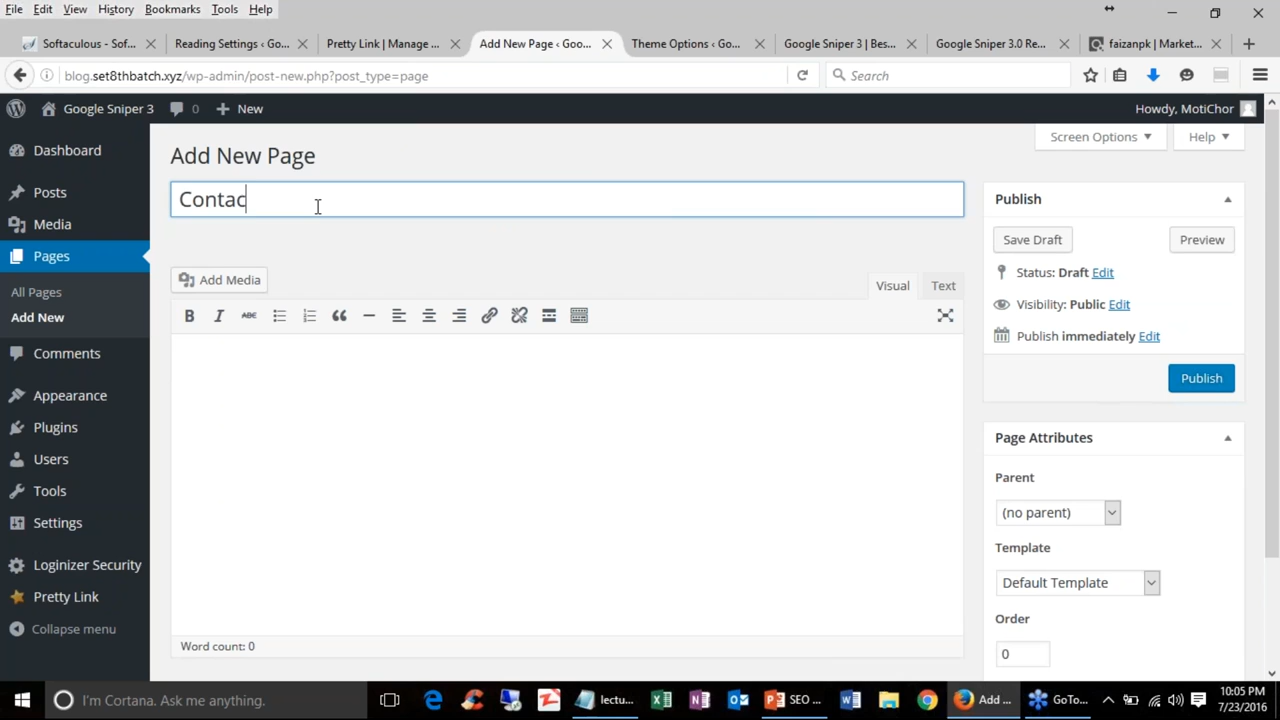 File Edit View History Bookmarks Tools Help
Softaculous - Sof... Reading Settings ‹ Go... Pretty Link | Manage ... Add New Page ‹ Goo... Theme Options ‹ Goo... Google Sniper 3 | Bes... Google Sniper 3.0 Re... faizanpk | Market...
blog.set8thbatch.xyz/wp-admin/post-new.php?post_type=page Search
Google Sniper 3 0 New Howdy, MotiChor
Screen Options Help
Dashboard
Posts
Media
Pages
All Pages
Add New
Comments
Appearance
Plugins
Users
Tools
Settings
Loginizer Security
Pretty Link
Collapse menu
Add New Page
Contac
Add Media
Visual Text
B I ABC
Word count: 0
Publish
Save Draft Preview
Status: Draft Edit
Visibility: Public Edit
Publish immediately Edit
Publish
Page Attributes
Parent
(no parent)
Template
Default Template
Order
0
I'm Cortana. Ask me anything. lectu... SEO ... Add ... GoTo... 10:05 PM
7/23/2016